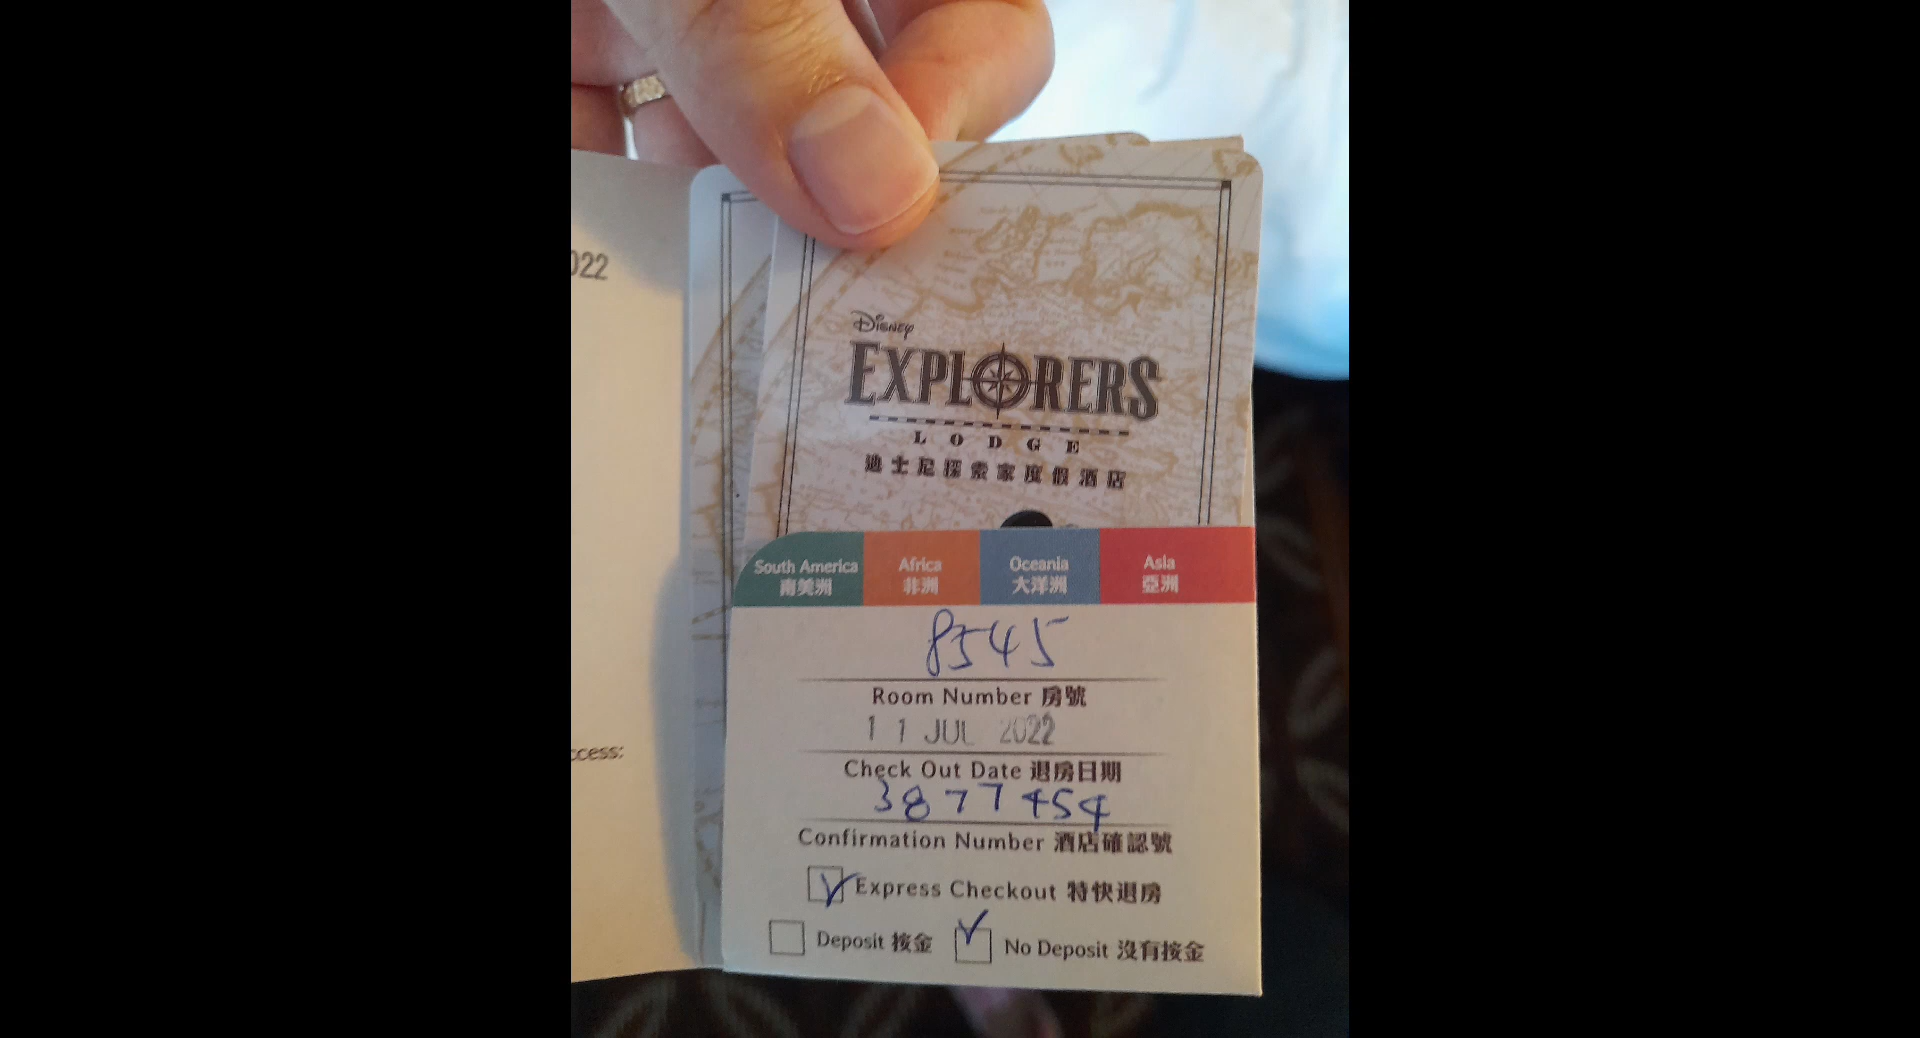 022
ccess:
Disney
EXPLORERS
LODGE
迪士尼探索家度假酒店
South America Africa Oceania Asia
南美洲 非洲 大洋洲 亞洲
8545
Room Number 房號
11 JUL 2022
Check Out Date 退房日期
3877454
Confirmation Number 酒店確認號
Express Checkout 特快退房
Deposit 按金 No Deposit 沒有按金